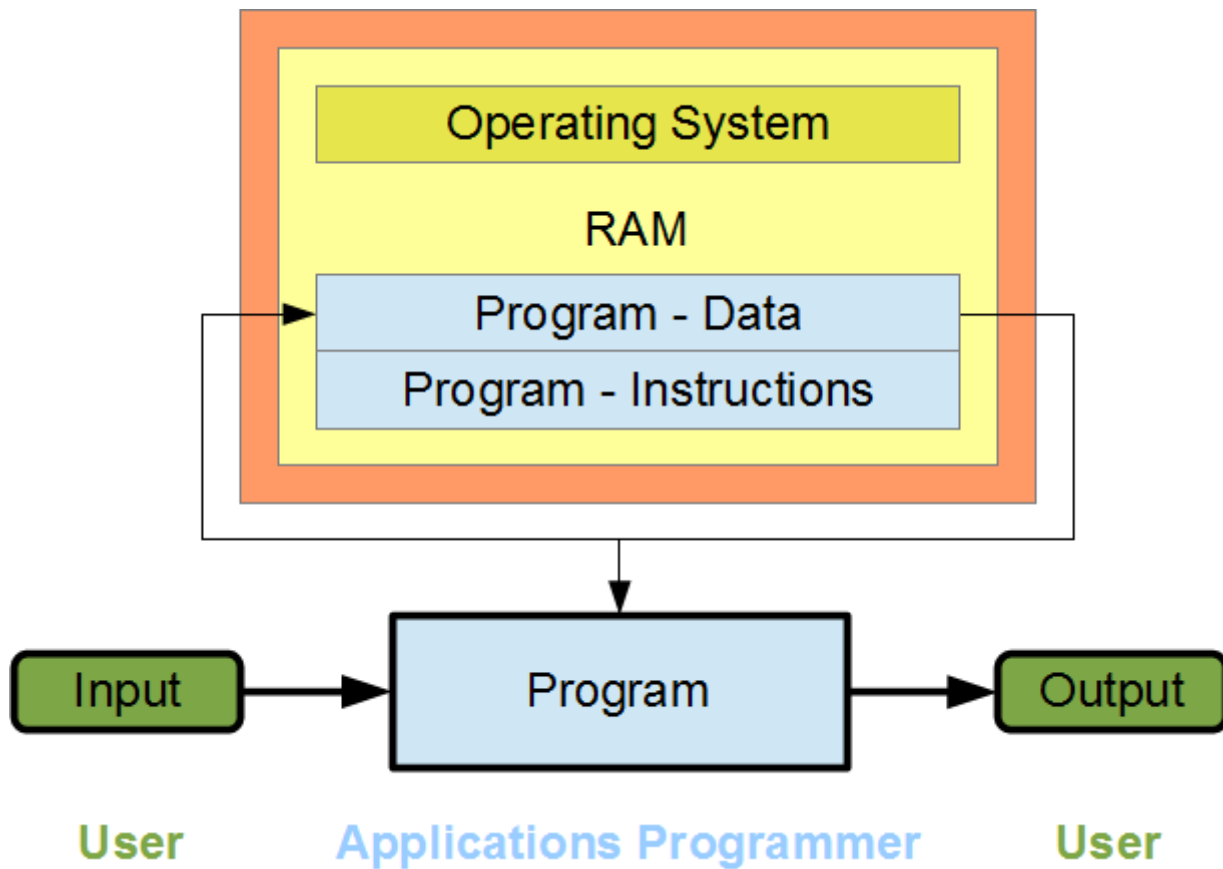 Operating System
RAM
Program - Data
Program - Instructions
Input
Program
Output
User
Applications Programmer
User